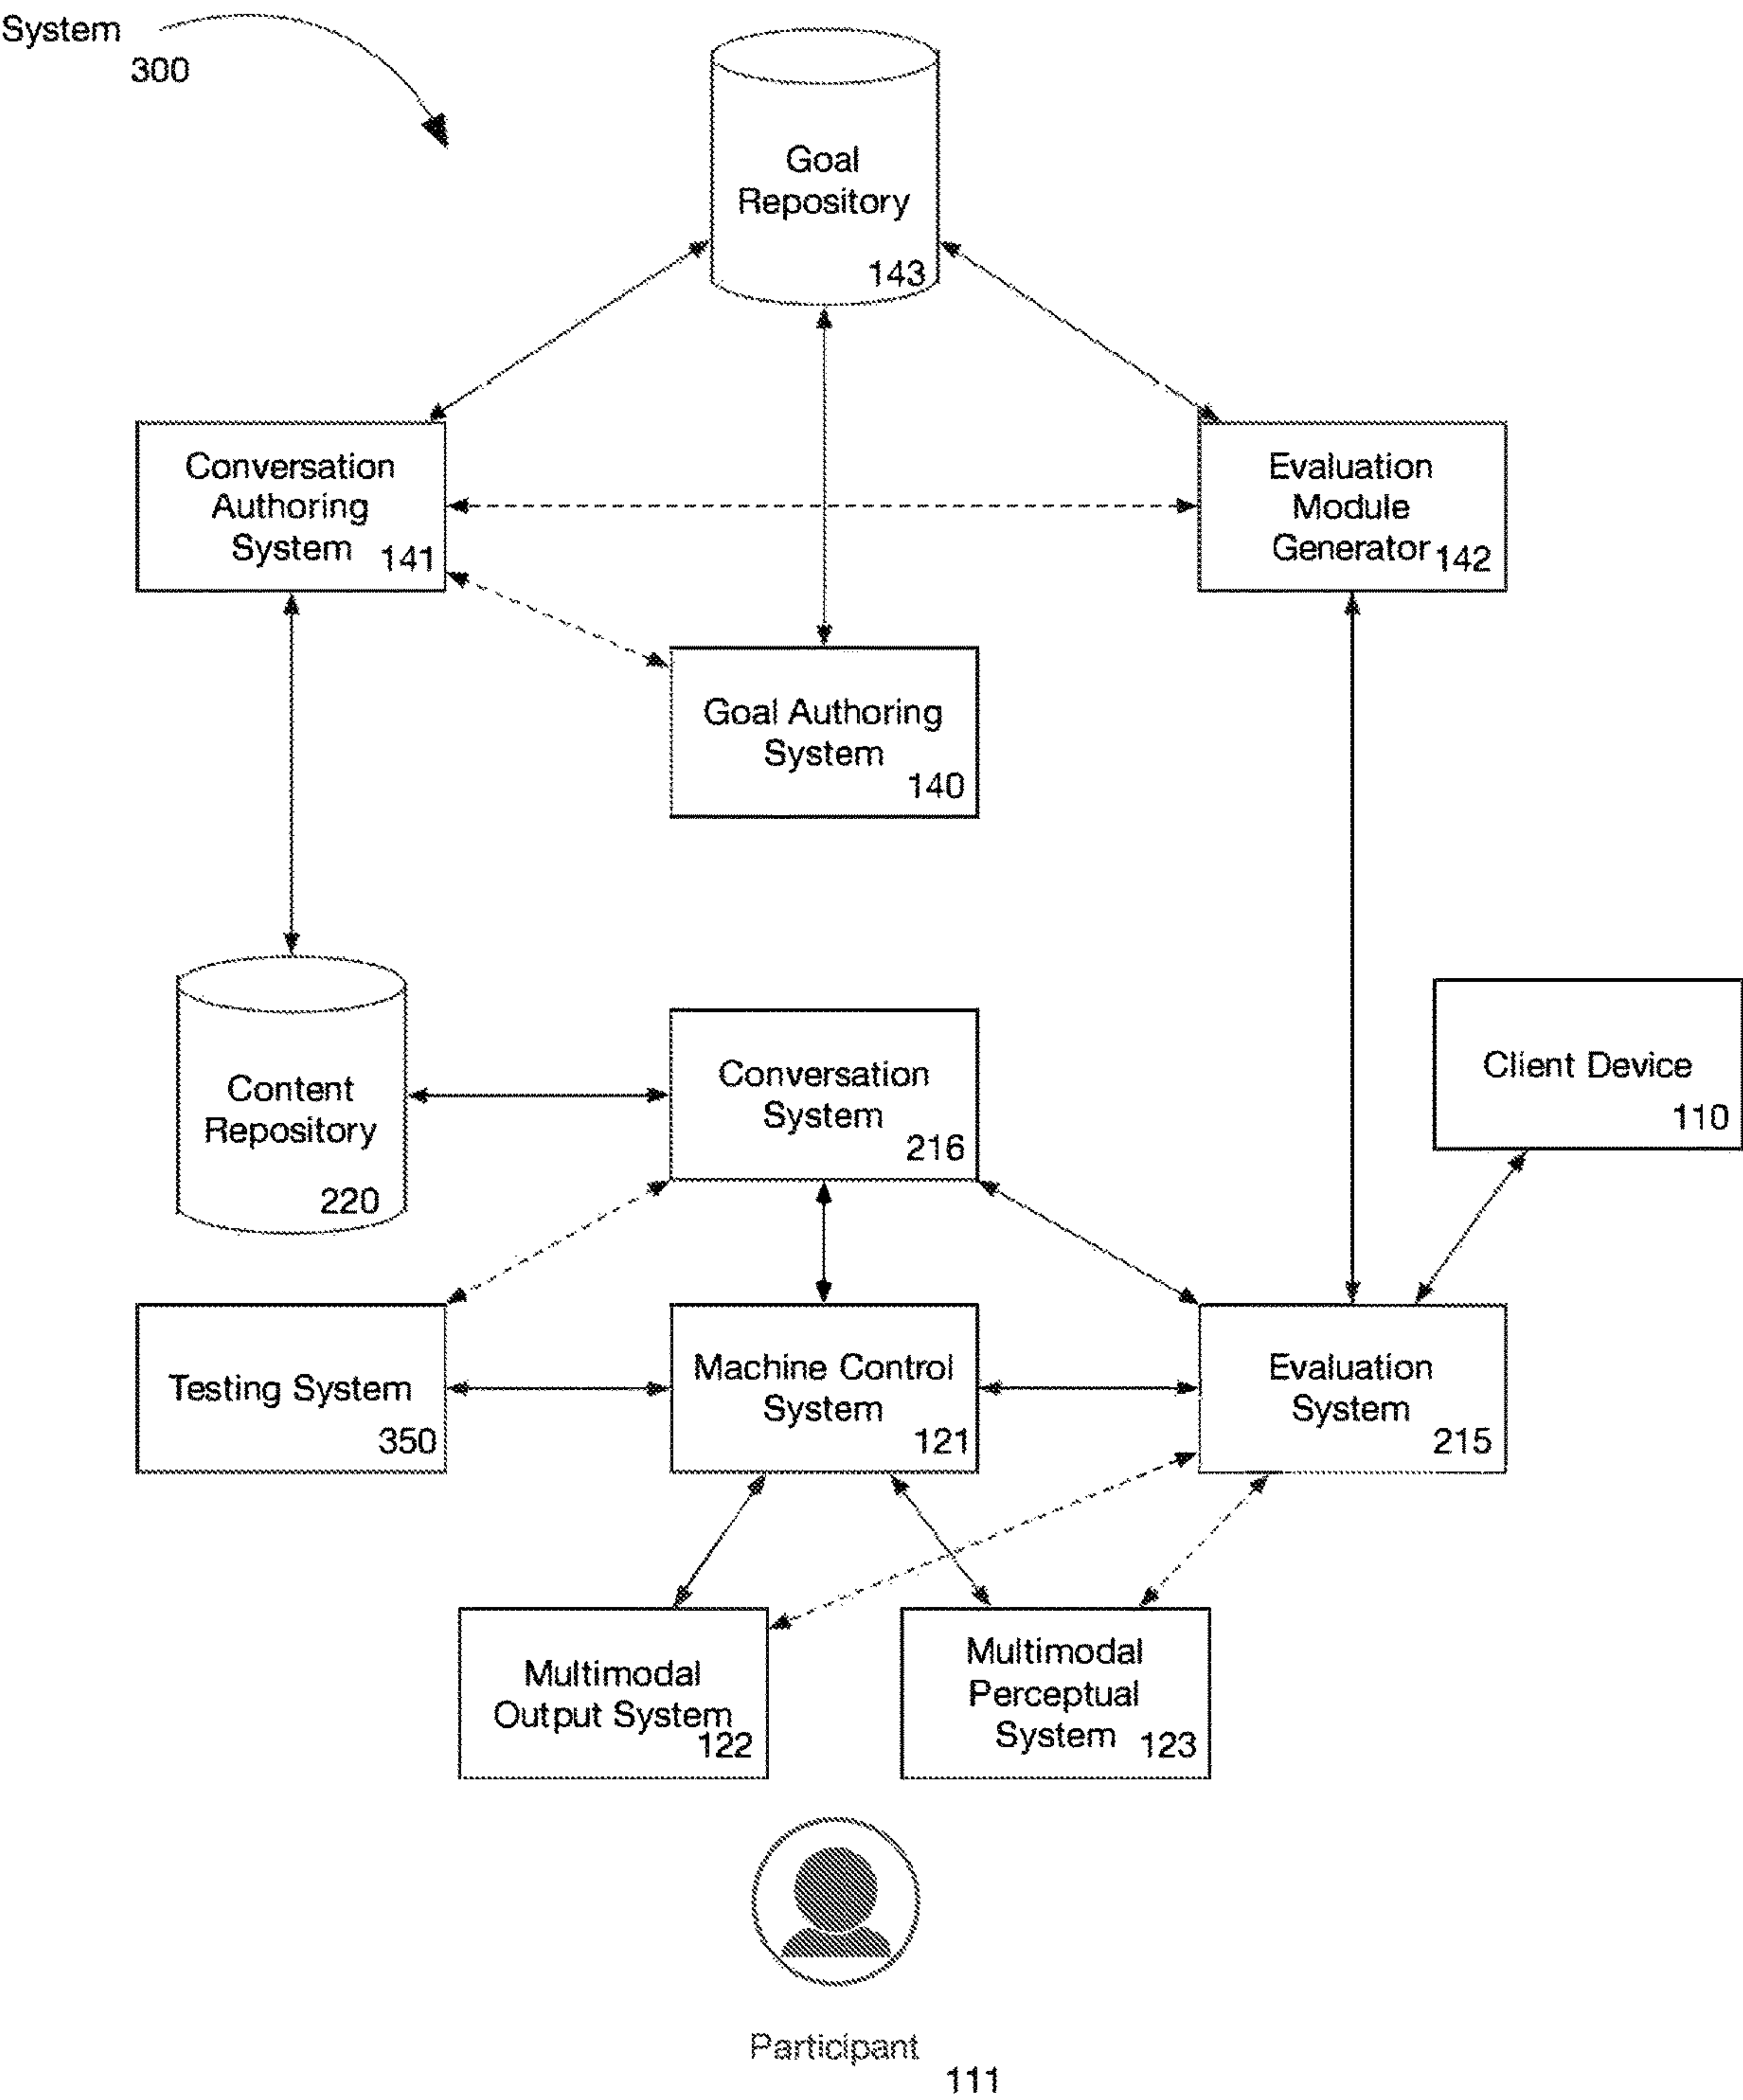 System
300
Goal
Repository
143
Conversation
Authoring
System 141
Evaluation
Module
Generator 142
Goal Authoring
System
140
Content
Repository
220
Conversation
System
216
Client Device
110
Testing System
350
Machine Control
System
121
Evaluation
System
215
Multimodal
Output System
122
Multimodal
Perceptual
System 123
Participant
111